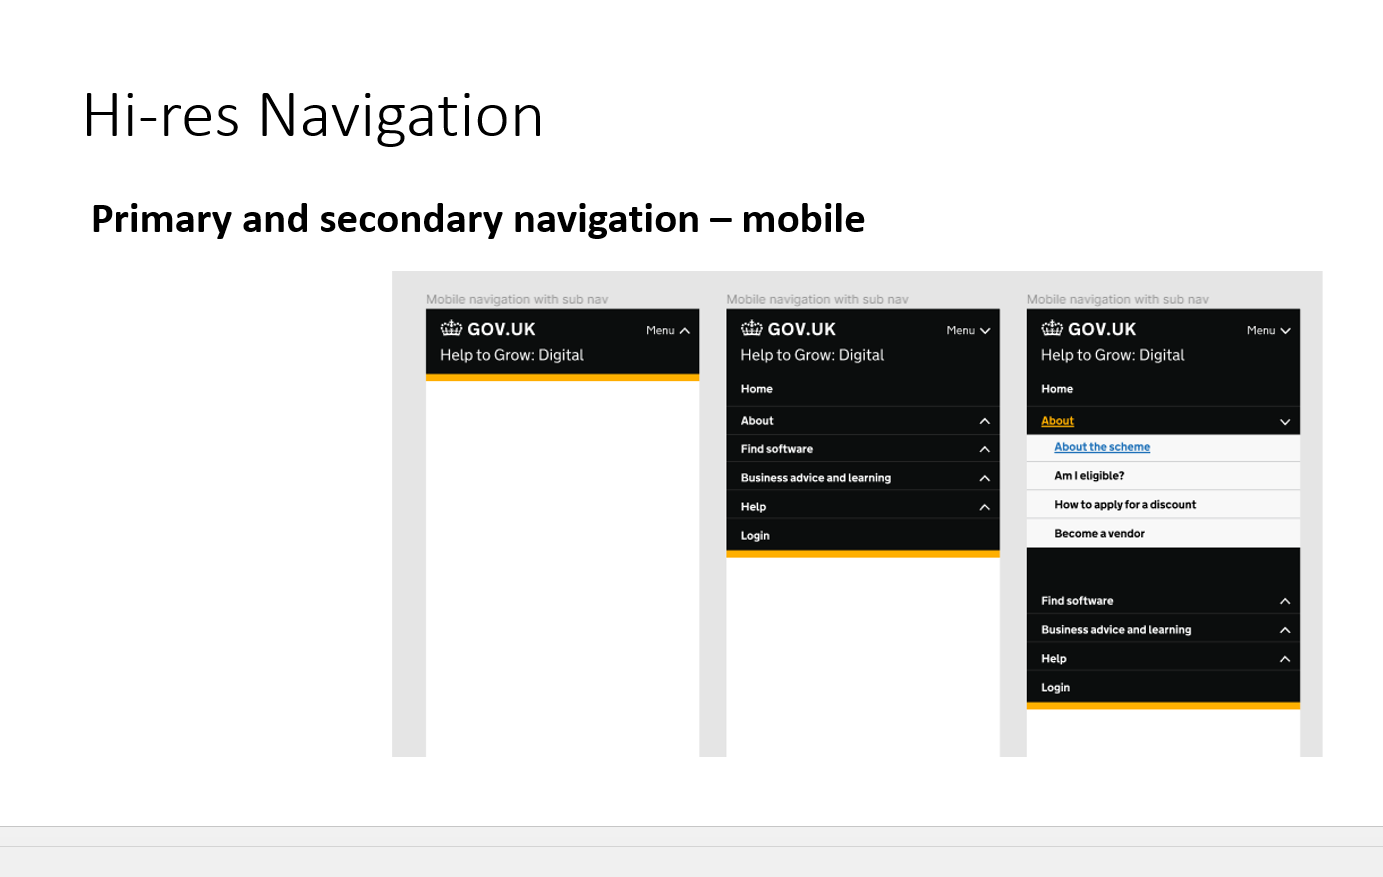 Hi-res Navigation
Primary and secondary navigation – mobile
Mobile navigation with sub nav
GOV.UK
Menu
Help to Grow: Digital
Mobile navigation with sub nav
GOV.UK
Menu
Help to Grow: Digital
Home
About
Find software
Business advice and learning
Help
Login
Mobile navigation with sub nav
GOV.UK
Menu
Help to Grow: Digital
Home
About
About the scheme
Am I eligible?
How to apply for a discount
Become a vendor
Find software
Business advice and learning
Help
Login